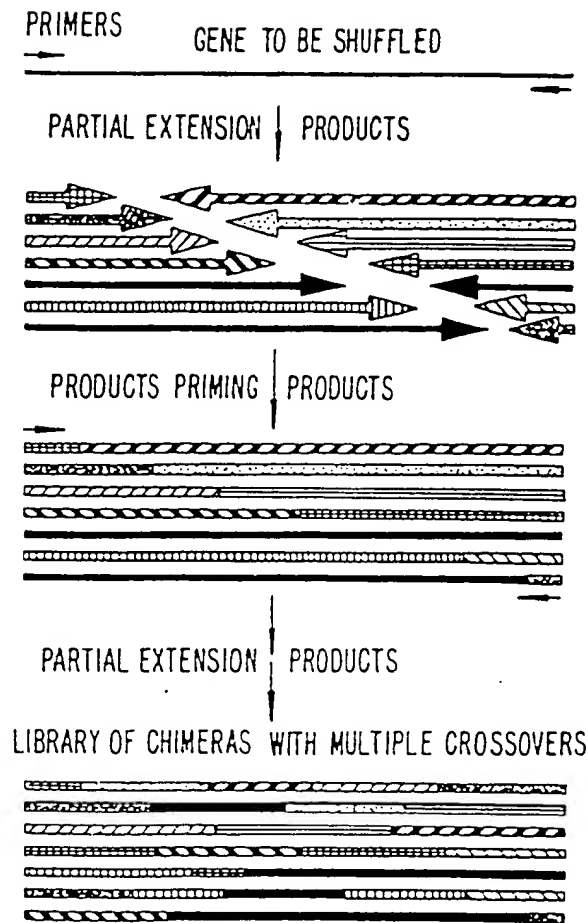 PRIMERS
GENE TO BE SHUFFLED
PARTIAL EXTENSION PRODUCTS
PRODUCTS PRIMING PRODUCTS
PARTIAL EXTENSION PRODUCTS
LIBRARY OF CHIMERAS WITH MULTIPLE CROSSOVERS